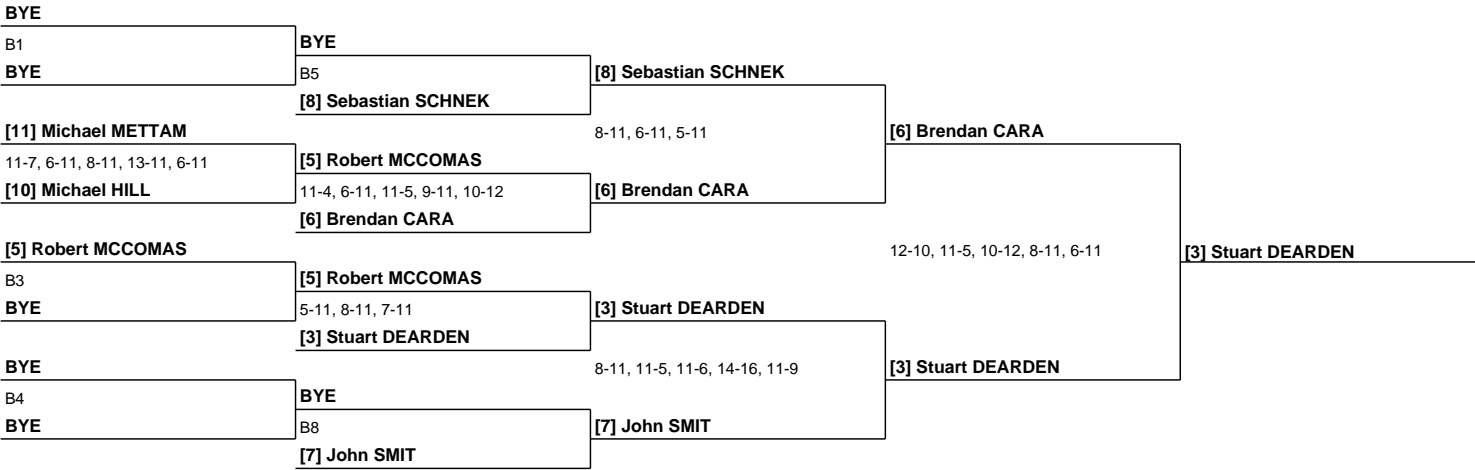 BYE
B1
BYE
BYE
B5
[8] Sebastian SCHNEK
[8] Sebastian SCHNEK
[11] Michael METTAM
11-7, 6-11, 8-11, 13-11, 6-11
[10] Michael HILL
[5] Robert MCCOMAS
11-4, 6-11, 11-5, 9-11, 10-12
[6] Brendan CARA
8-11, 6-11, 5-11
[6] Brendan CARA
[6] Brendan CARA
[5] Robert MCCOMAS
B3
BYE
[5] Robert MCCOMAS
5-11, 8-11, 7-11
[3] Stuart DEARDEN
[3] Stuart DEARDEN
BYE
B4
BYE
BYE
B8
[7] John SMIT
8-11, 11-5, 11-6, 14-16, 11-9
[7] John SMIT
12-10, 11-5, 10-12, 8-11, 6-11
[3] Stuart DEARDEN
[3] Stuart DEARDEN